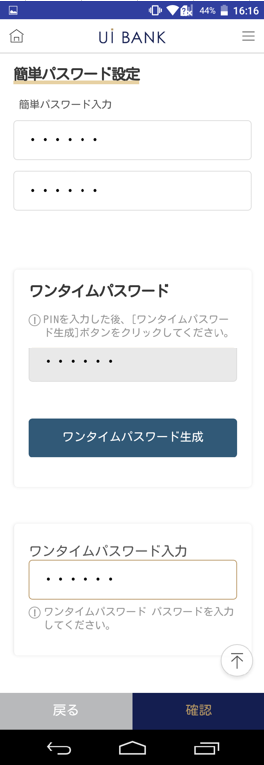 44% 16:16
UI BANK
簡単パスワード設定
簡単パスワード入力
••••••
••••••
ワンタイムパスワード
PINを入力した後、[ワンタイムパスワー
ド生成]ボタンをクリックしてください。
••••••
ワンタイムパスワード生成
ワンタイムパスワード入力
••••••
ワンタイムパスワード パスワードを入力
してください。
戻る 確認